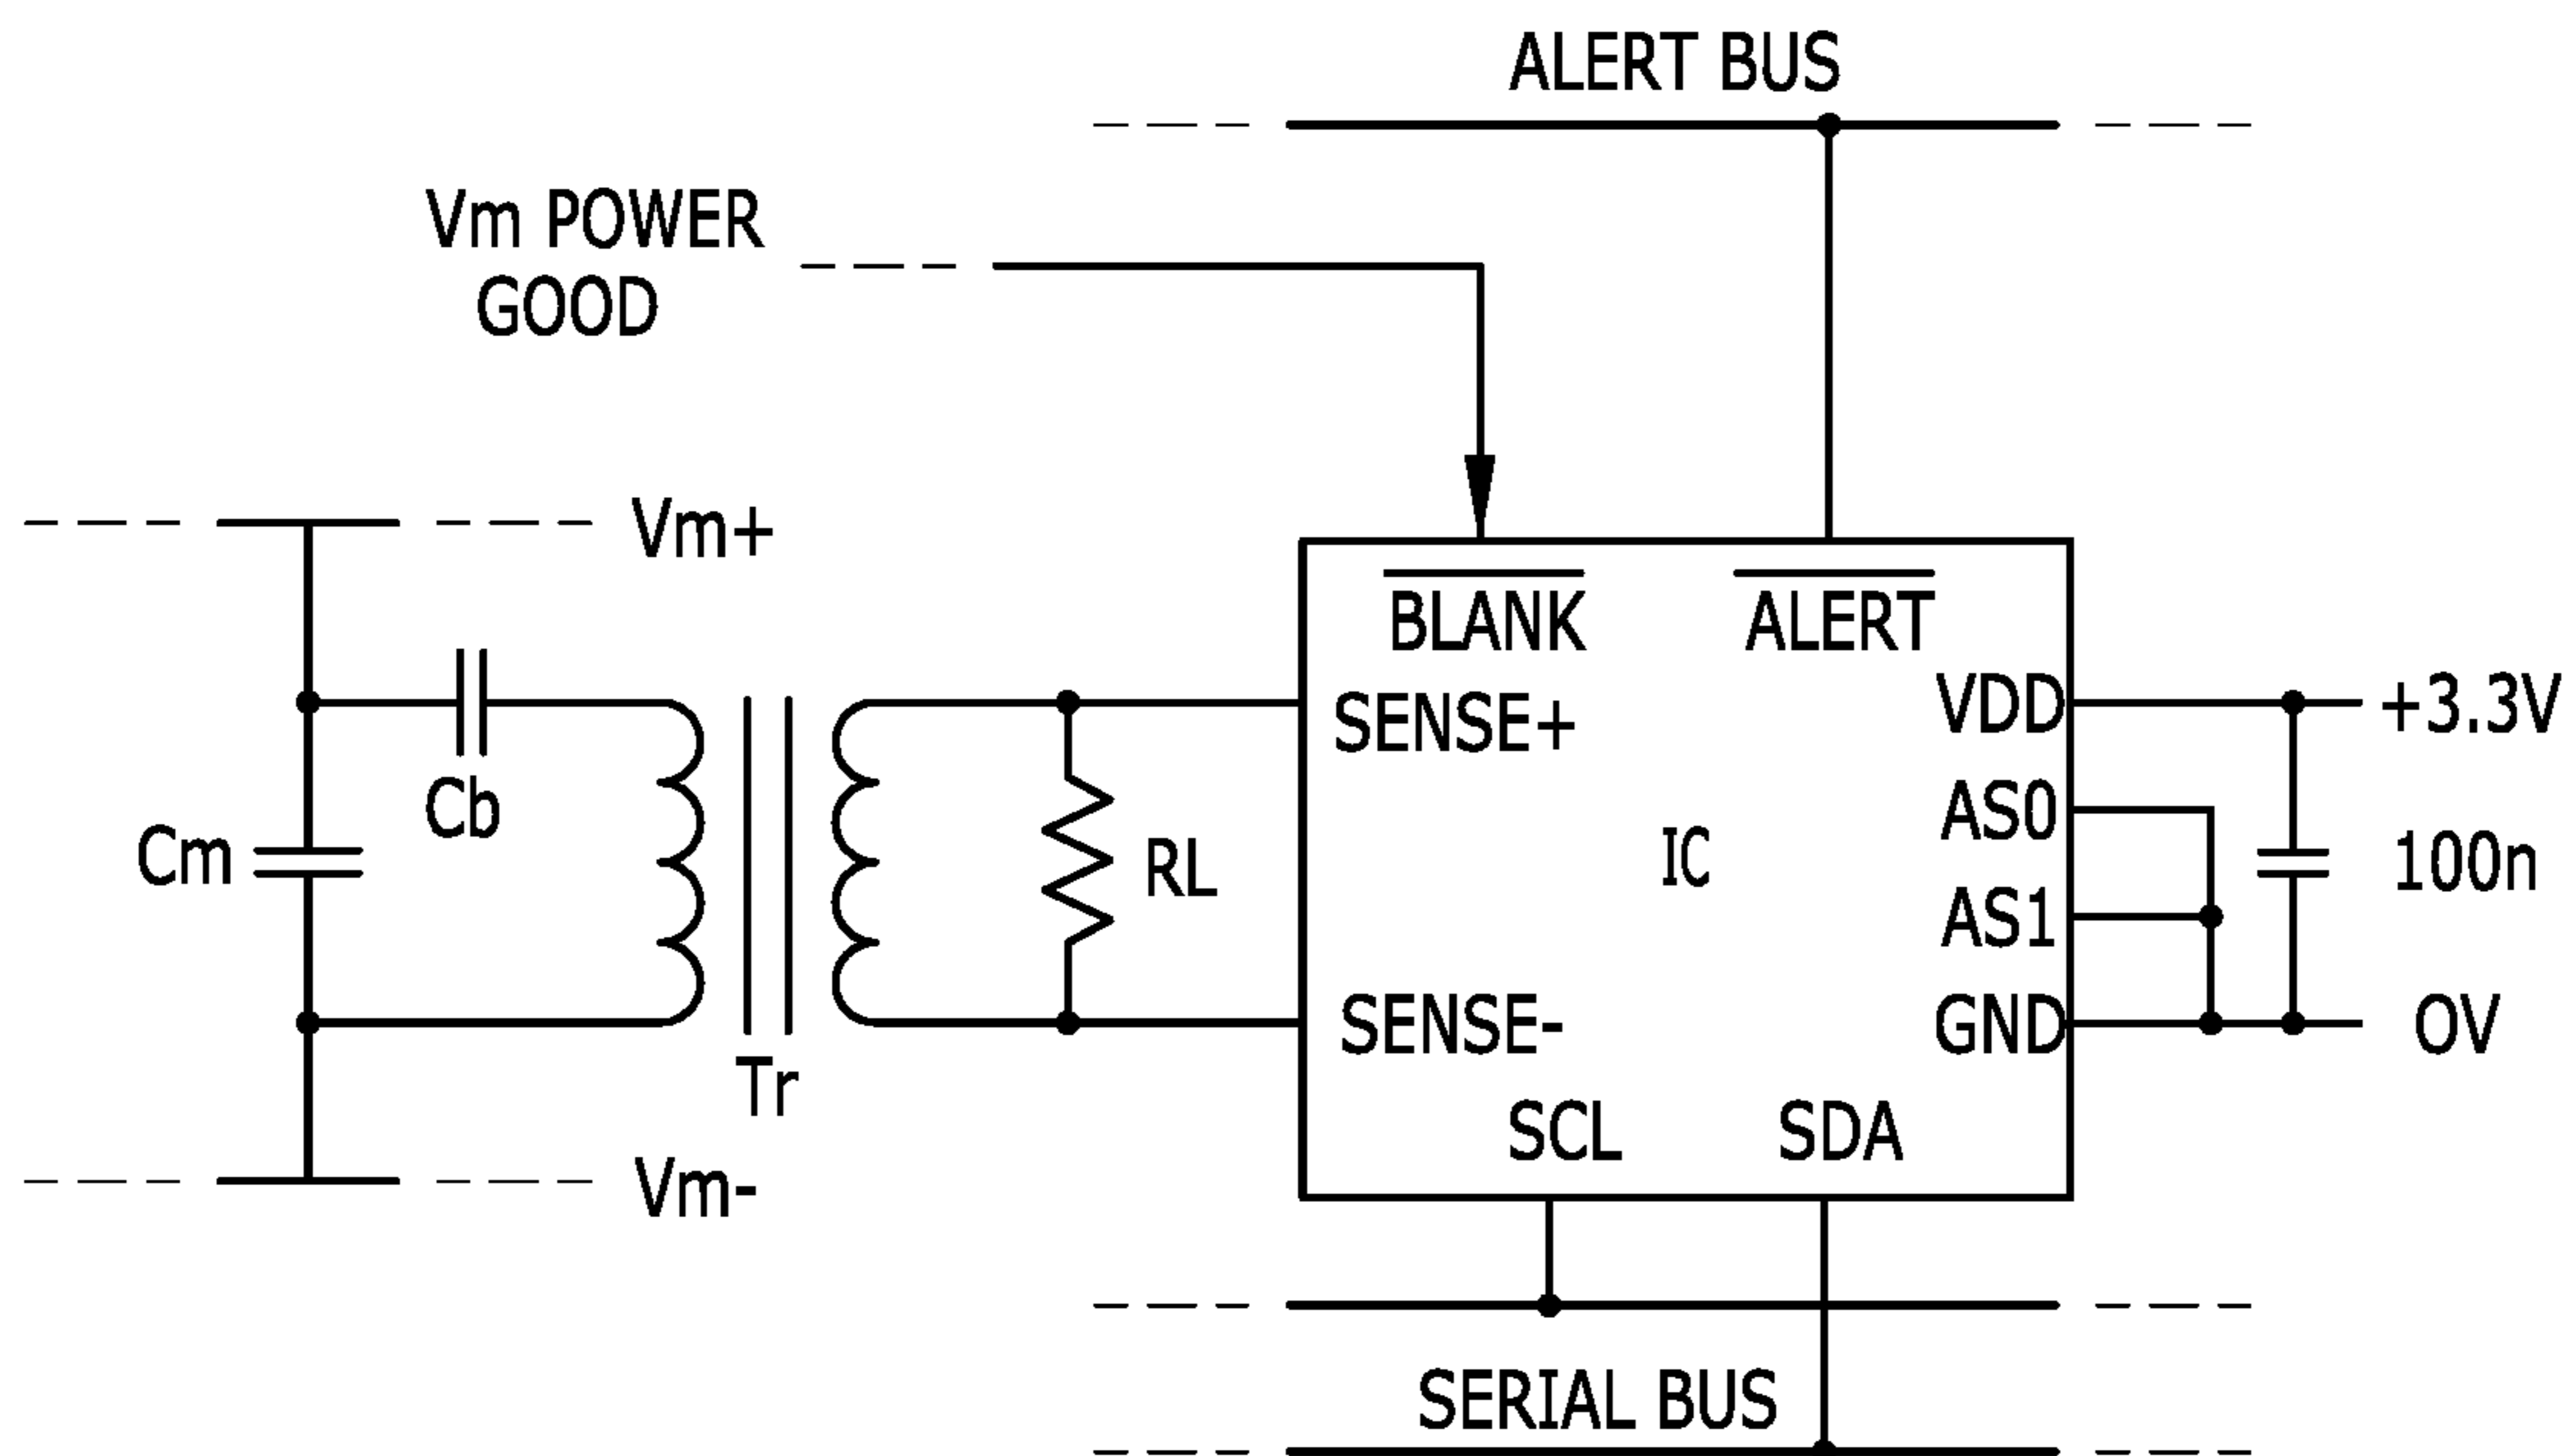 ALERT BUS
Vm POWER
GOOD
Vm+
BLANK
ALERT
SENSE+
VDD
+3.3V
Cb
AS0
Cm
RL
IC
100n
AS1
SENSE-
GND
0V
Tr
SCL
SDA
Vm-
SERIAL BUS